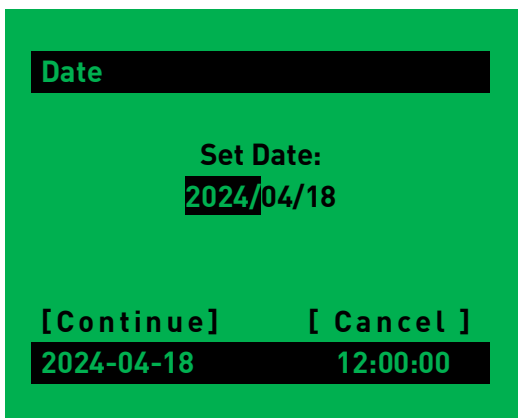 Date
Set Date:
2024/04/18
[Continue] [ Cancel ]
2024-04-18 12:00:00